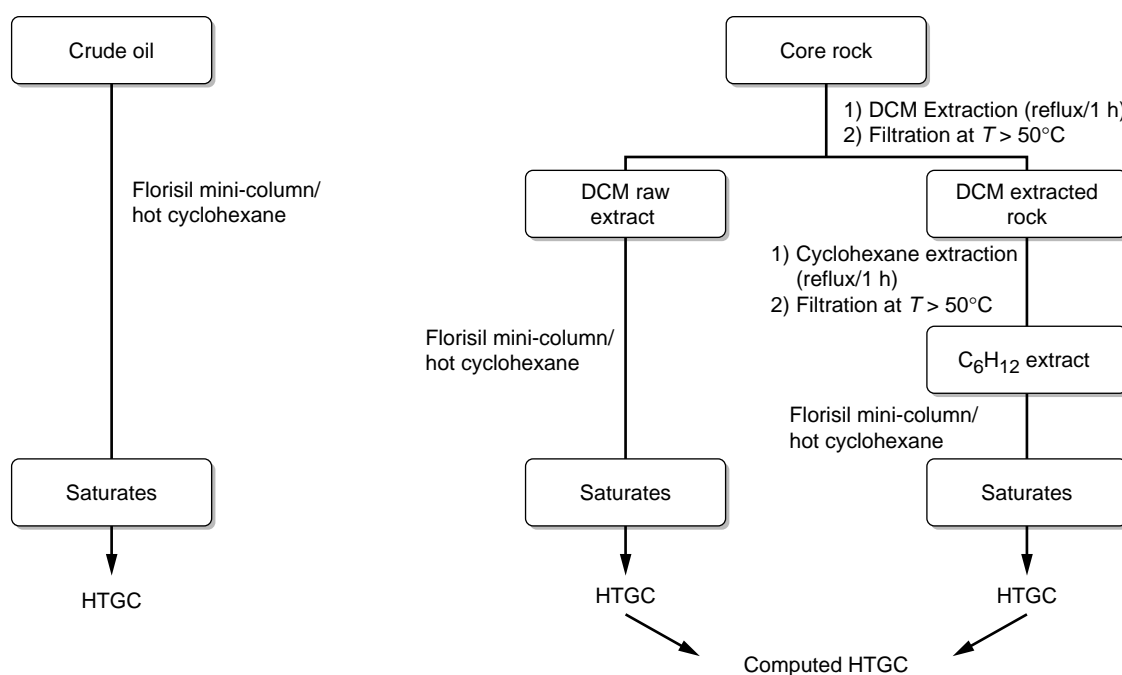 Crude oil
Florisil mini-column/
hot cyclohexane
Saturates
HTGC
Core rock
1) DCM Extraction (reflux/1 h)
2) Filtration at T > 50°C
DCM raw
extract
Florisil mini-column/
hot cyclohexane
Saturates
HTGC
DCM extracted
rock
1) Cyclohexane extraction
(reflux/1 h)
2) Filtration at T > 50°C
C6H12 extract
Florisil mini-column/
hot cyclohexane
Saturates
HTGC
Computed HTGC